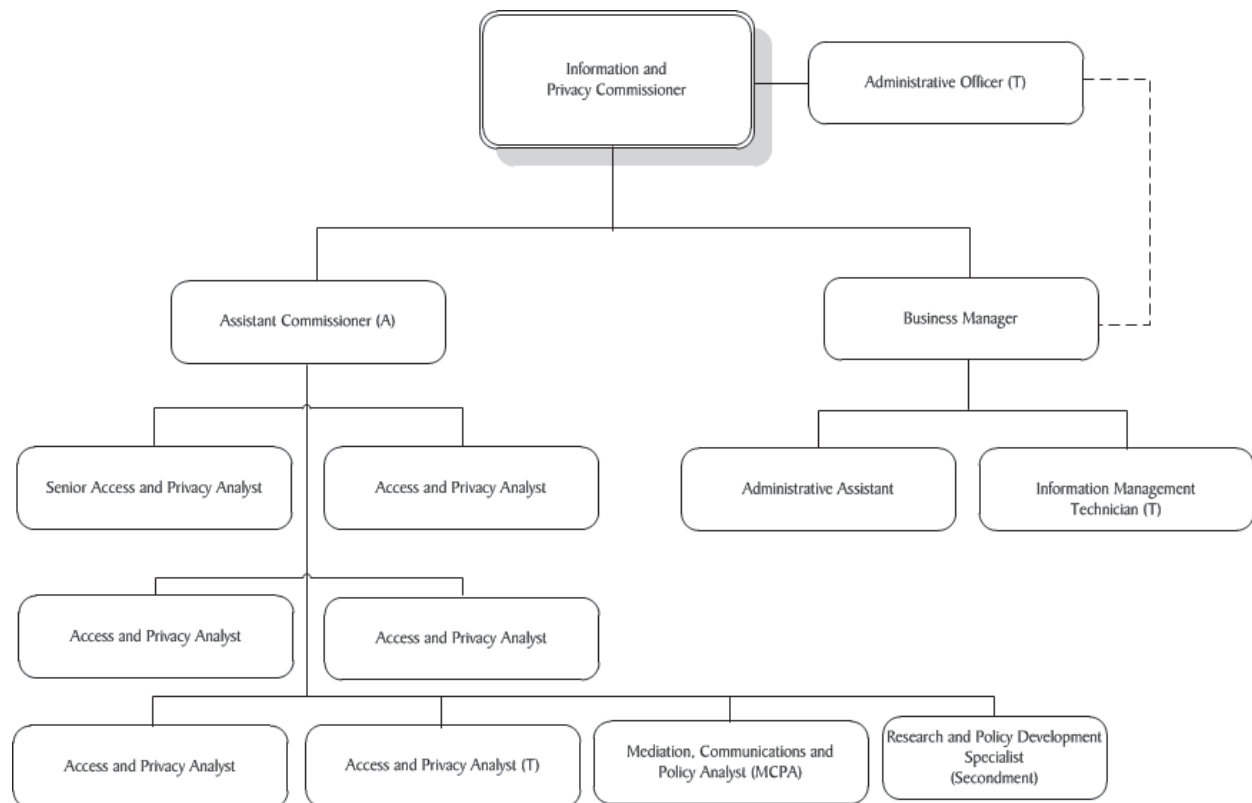 Information and
Privacy Commissioner
Administrative Officer (T)
Assistant Commissioner (A)
Business Manager
Senior Access and Privacy Analyst
Access and Privacy Analyst
Administrative Assistant
Information Management
Technician (T)
Access and Privacy Analyst
Access and Privacy Analyst
Access and Privacy Analyst
Access and Privacy Analyst (T)
Mediation, Communications and
Policy Analyst (MCPA)
Research and Policy Development
Specialist
(Secondment)